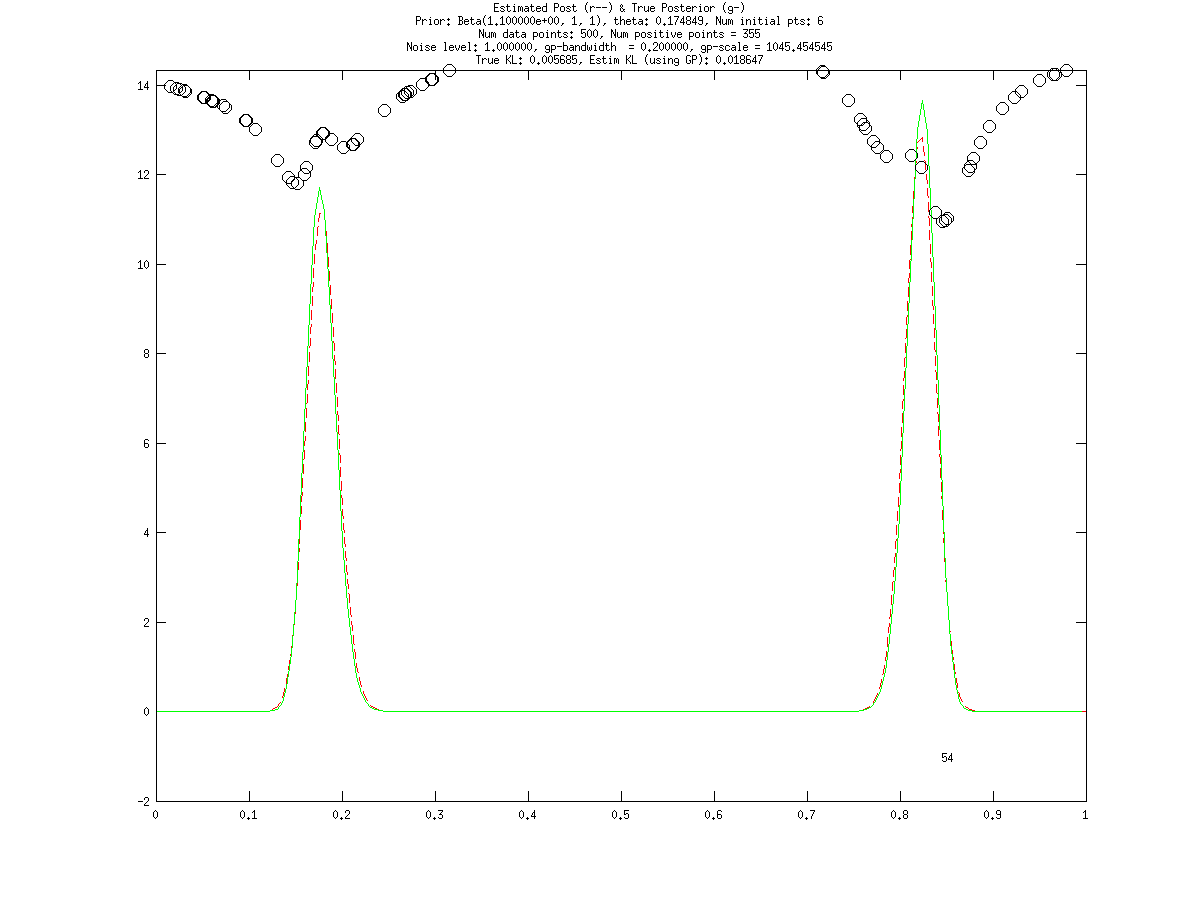 Estimated Post (r--) & True Posterior (g-)
Prior: Beta(1.100000e+00, 1, 1), theta: 0.174849, Num initial pts: 6
Num data points: 500, Num positive points = 355
Noise level: 1.000000, gp-bandwidth  = 0.200000, gp-scale = 1045.454545
True KL: 0.005685, Estim KL (using GP): 0.018647
14
12
10
8
6
4
2
0
54
-2
0 0.1 0.2 0.3 0.4 0.5 0.6 0.7 0.8 0.9 1